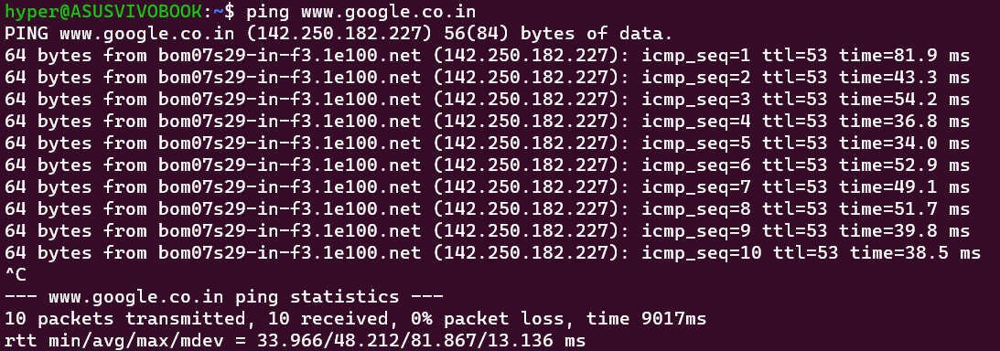 hyper@ASUSVIVOBOOK:~$ ping www.google.co.in
PING www.google.co.in (142.250.182.227) 56(84) bytes of data.
64 bytes from bom07s29-in-f3.1e100.net (142.250.182.227): icmp_seq=1 ttl=53 time=81.9 ms
64 bytes from bom07s29-in-f3.1e100.net (142.250.182.227): icmp_seq=2 ttl=53 time=43.3 ms
64 bytes from bom07s29-in-f3.1e100.net (142.250.182.227): icmp_seq=3 ttl=53 time=54.2 ms
64 bytes from bom07s29-in-f3.1e100.net (142.250.182.227): icmp_seq=4 ttl=53 time=36.8 ms
64 bytes from bom07s29-in-f3.1e100.net (142.250.182.227): icmp_seq=5 ttl=53 time=34.0 ms
64 bytes from bom07s29-in-f3.1e100.net (142.250.182.227): icmp_seq=6 ttl=53 time=52.9 ms
64 bytes from bom07s29-in-f3.1e100.net (142.250.182.227): icmp_seq=7 ttl=53 time=49.1 ms
64 bytes from bom07s29-in-f3.1e100.net (142.250.182.227): icmp_seq=8 ttl=53 time=51.7 ms
64 bytes from bom07s29-in-f3.1e100.net (142.250.182.227): icmp_seq=9 ttl=53 time=39.8 ms
64 bytes from bom07s29-in-f3.1e100.net (142.250.182.227): icmp_seq=10 ttl=53 time=38.5 ms
^C
--- www.google.co.in ping statistics ---
10 packets transmitted, 10 received, 0% packet loss, time 9017ms
rtt min/avg/max/mdev = 33.966/48.212/81.867/13.136 ms